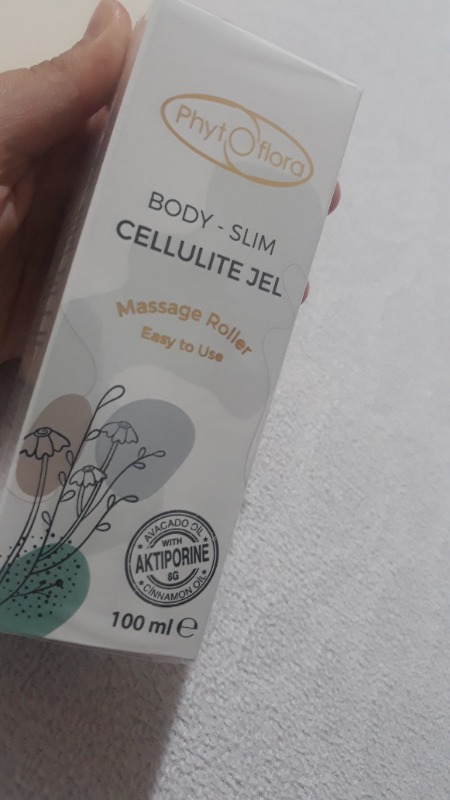 PhytOflora
BODY - SLIM
CELLULITE JEL
Massage Roller
Easy to Use
AVACADO OIL
WITH
AKTIPORINE
8G
CINNAMON OIL
100 ml ℮